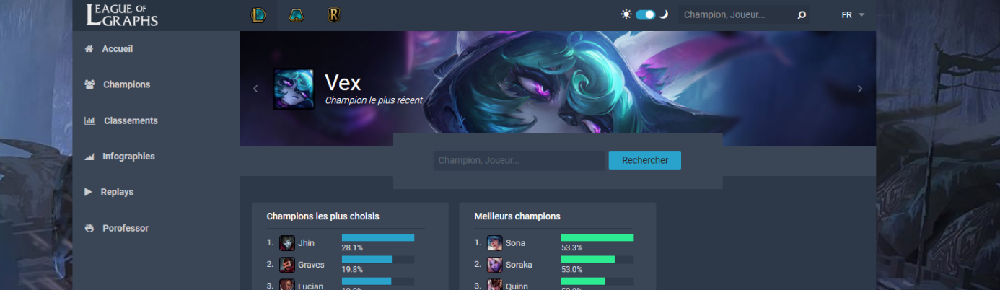 LEAGUE OF
GRAPHS
Champion, Joueur...
FR
Accueil
Champions
Classements
Infographies
Replays
Porofessor
Vex
Champion le plus récent
Champion, Joueur...
Rechercher
Champions les plus choisis
1. Jhin
28.1%
2. Graves
19.8%
3. Lucian
Meilleurs champions
1. Sona
53.3%
2. Soraka
53.0%
3. Quinn